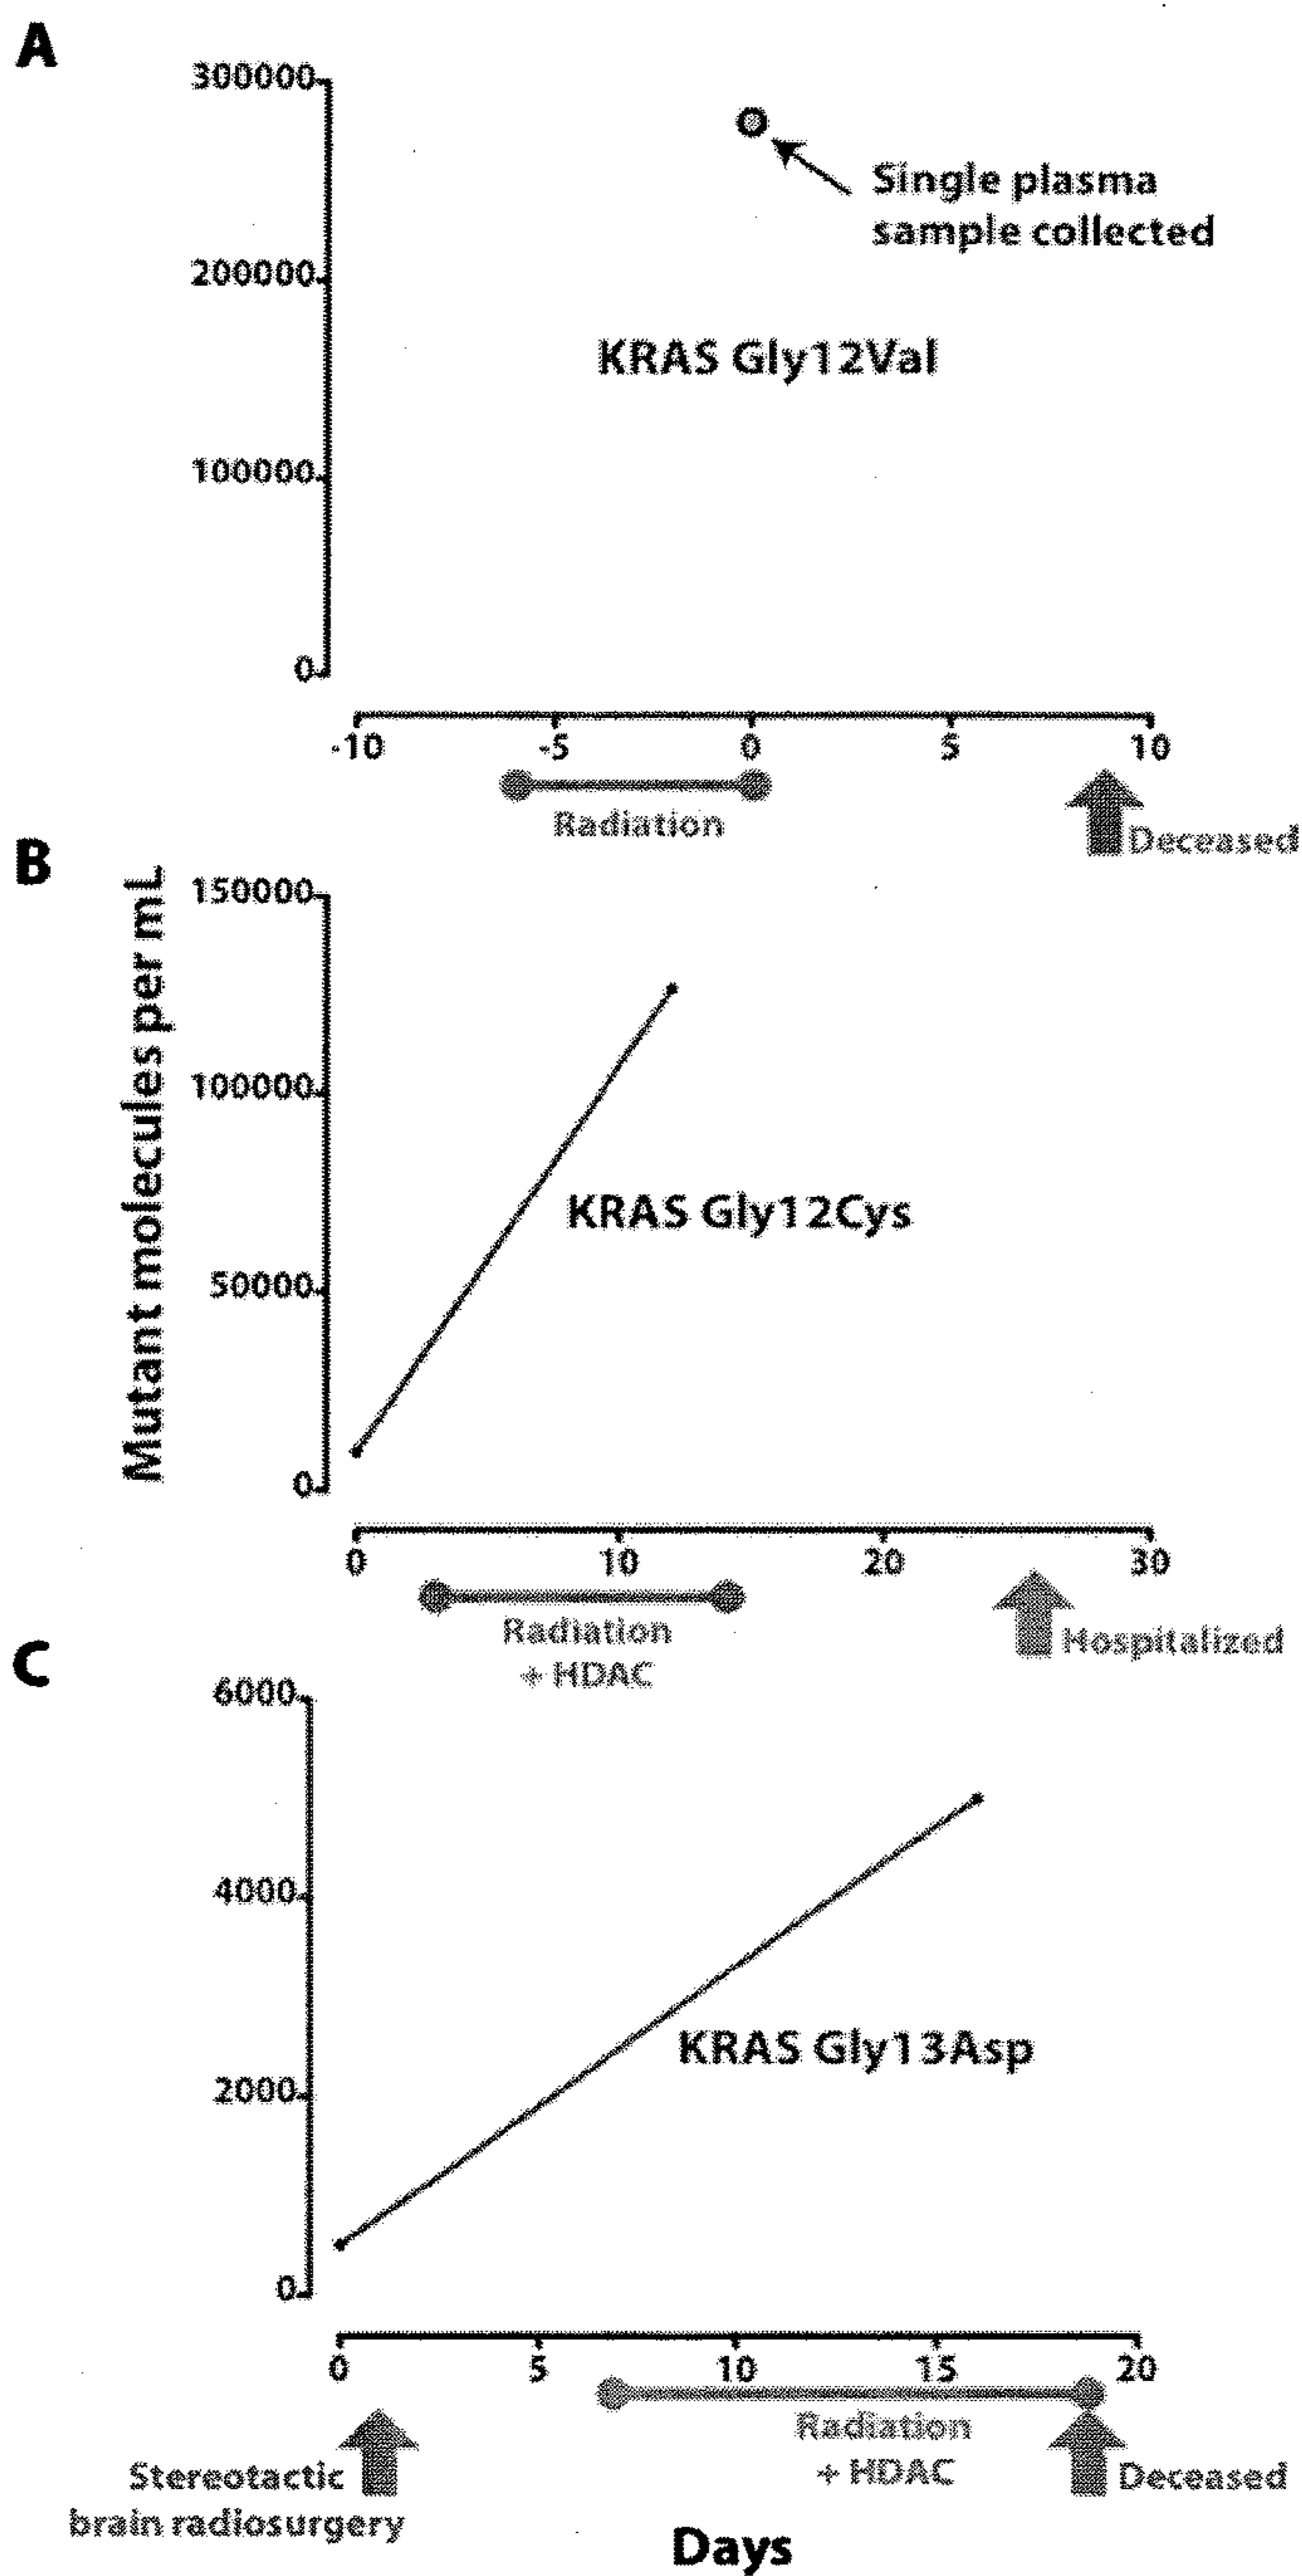 A
300000
Single plasma
sample collected
200000
KRAS Gly12Val
100000
0
-10 -5 0 5 10
Radiation
Deceased
B
Mutant molecules per mL
150000
100000
KRAS Gly12Cys
50000
0
0 10 20 30
Radiation
+ HDAC
Hospitalized
C
6000
4000
KRAS Gly13Asp
2000
0
0 5 10 15 20
Radiation
+ HDAC
Stereotactic
brain radiosurgery
Deceased
Days